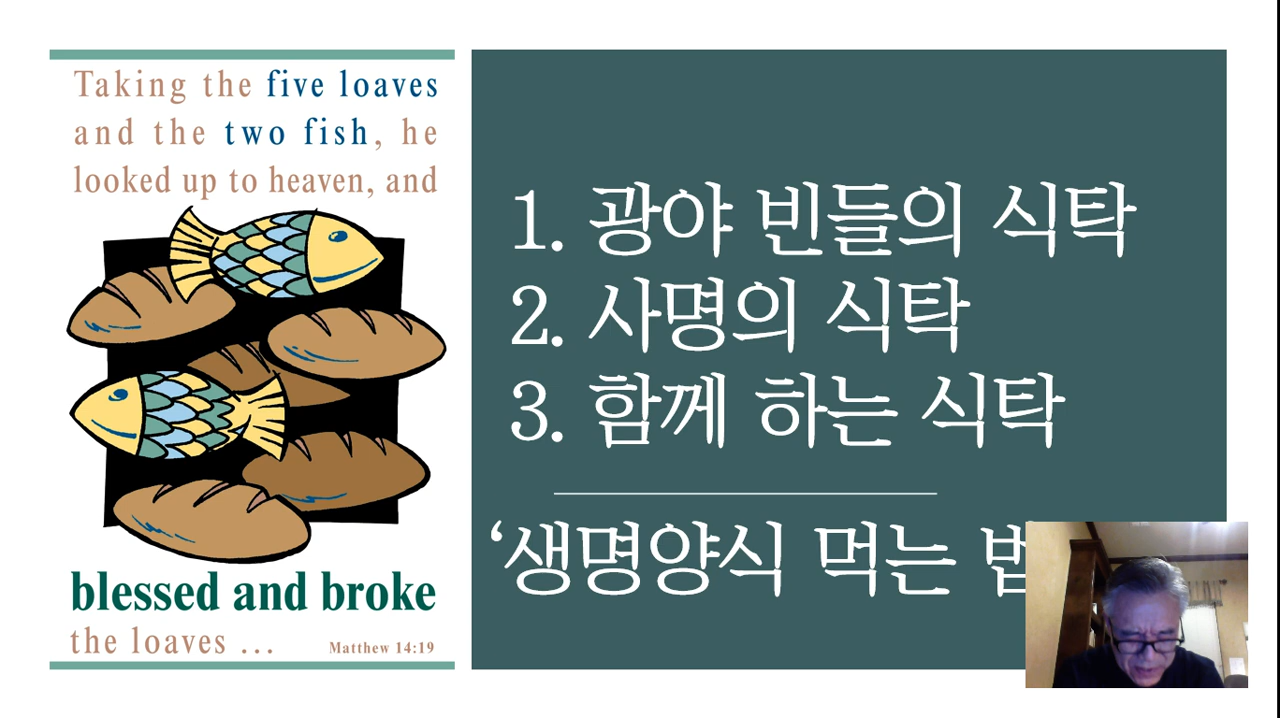 Taking the five loaves
and the two fish, he
looked up to heaven, and
blessed and broke
the loaves ...
Matthew 14:19
1. 광야 빈들의 식탁
2. 사명의 식탁
3. 함께 하는 식탁
‘생명양식 먹는 법